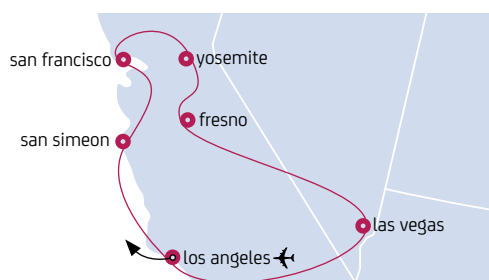 san francisco
yosemite
fresno
san simeon
las vegas
los angeles